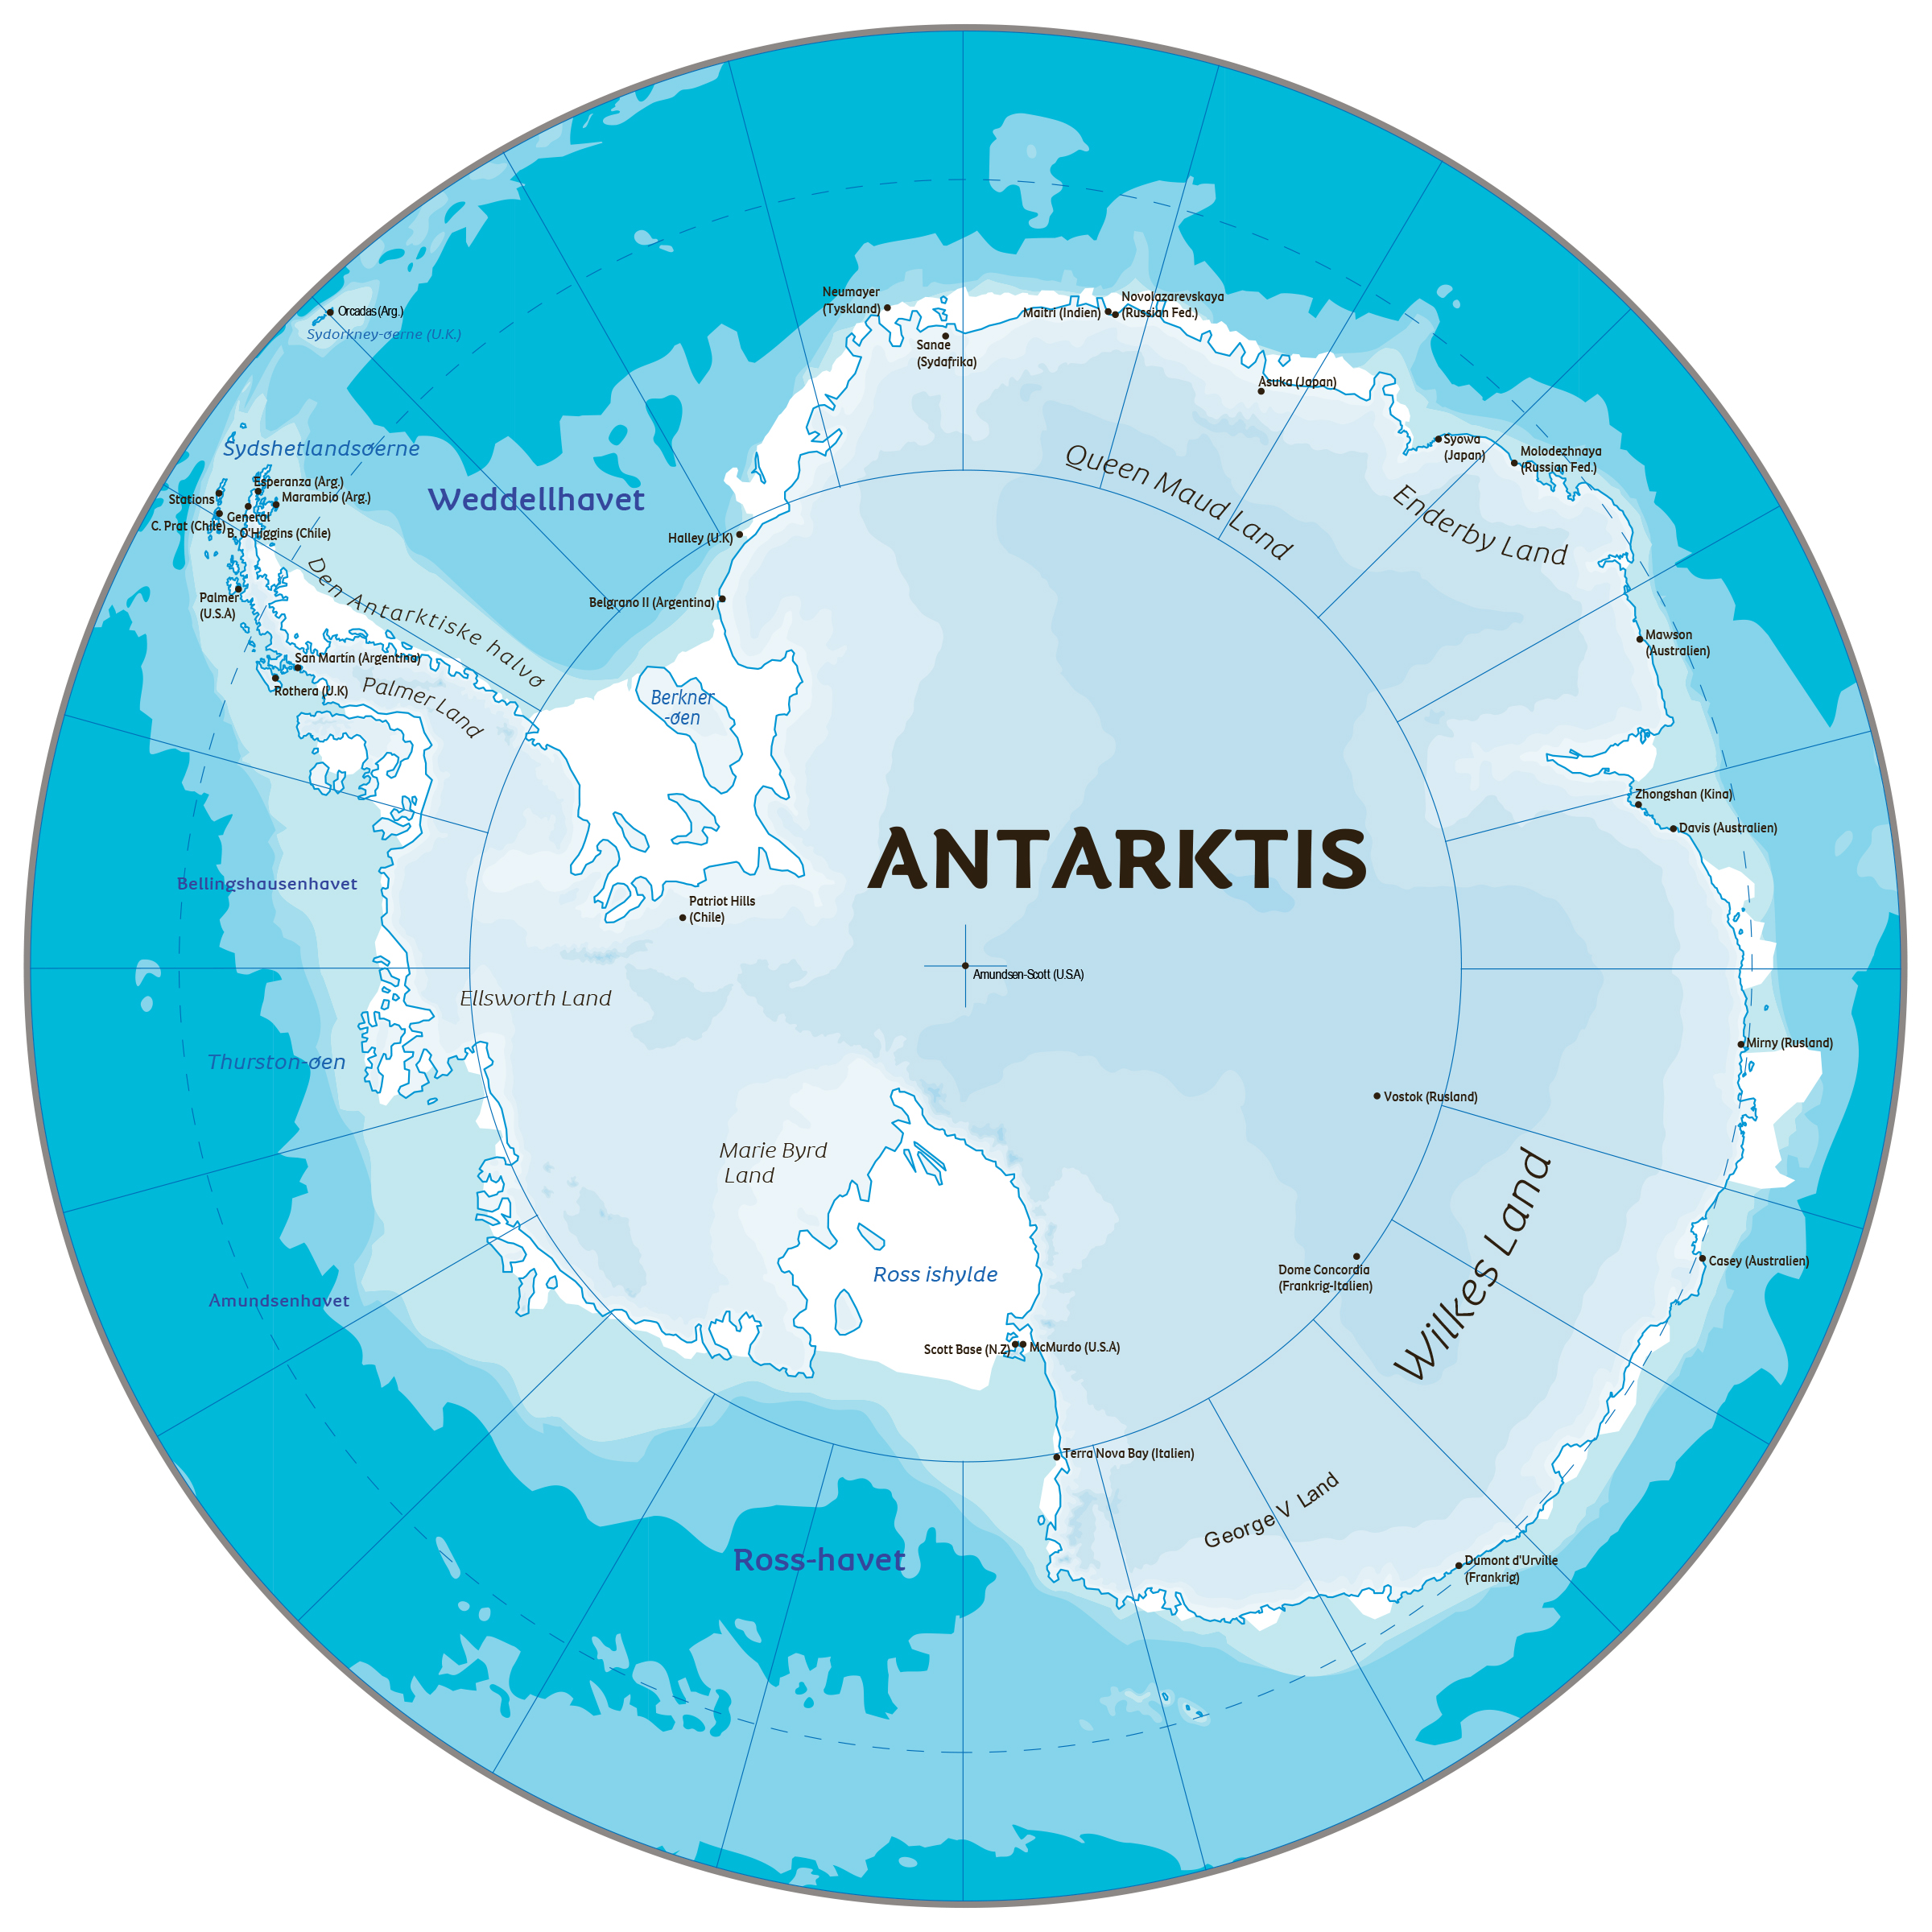 Neumayer
(Tyskland)
Sanae
(Sydafrika)
Maitri (Indien)
Novolazarevskaya
(Russian Fed.)
Asuka (Japan)
Orcadas (Arg.)
Sydorkney-øerne (U.K.)
Sydshetlandsøerne
Weddellhavet
Queen Maud Land
Enderby Land
Syowa
(Japan)
Molodezhnaya
(Russian Fed.)
Stations
Esperanza (Arg.)
Marambio (Arg.)
C. Prat (Chile)
General
B. O'Higgins (Chile)
Halley (U.K)
Belgrano II (Argentina)
Palmer
(U.S.A)
Den Antarktiske halvø
San Martin (Argentina)
Rothera (U.K)
Palmer Land
Berkner
-øen
Mawson
(Australien)
Zhongshan (Kina)
Davis (Australien)
ANTARKTIS
Bellingshausenhavet
Patriot Hills
(Chile)
Amundsen-Scott (U.S.A)
Ellsworth Land
Thurston-øen
Mirny (Rusland)
Vostok (Rusland)
Marie Byrd
Land
Wilkes Land
Ross ishylde
Dome Concordia
(Frankrig-Italien)
Casey (Australien)
Amundsenhavet
Scott Base (N.Z)
McMurdo (U.S.A)
Terra Nova Bay (Italien)
George V Land
Ross-havet
Dumont d'Urville
(Frankrig)